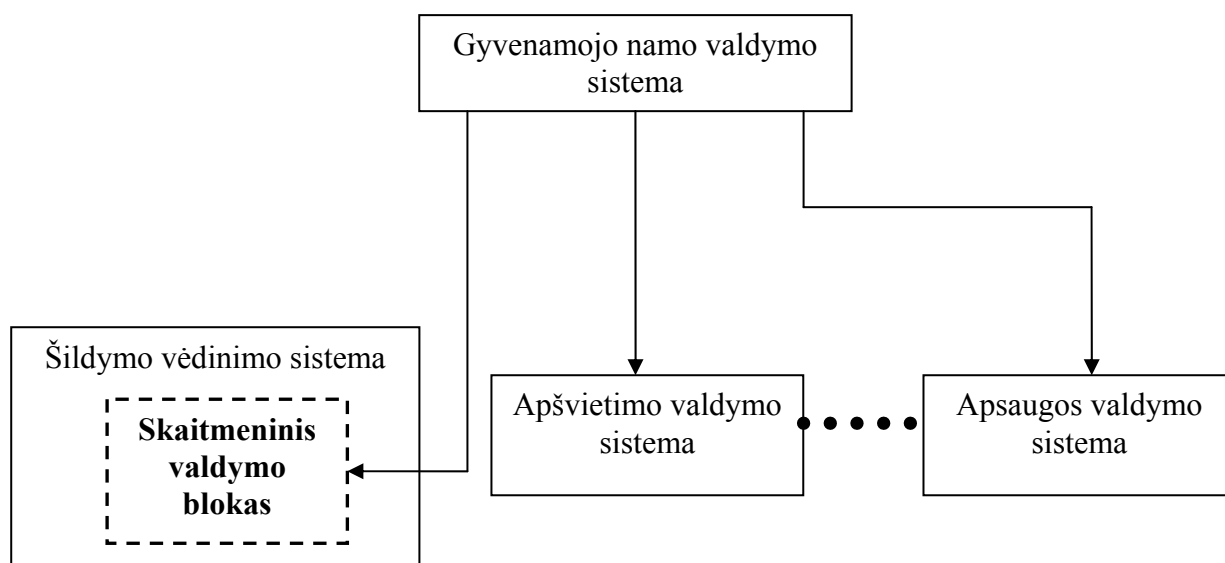 Gyvenamojo namo valdymo
sistema
Šildymo vėdinimo sistema
Skaitmeninis
valdymo
blokas
Apšvietimo valdymo
sistema
Apsaugos valdymo
sistema